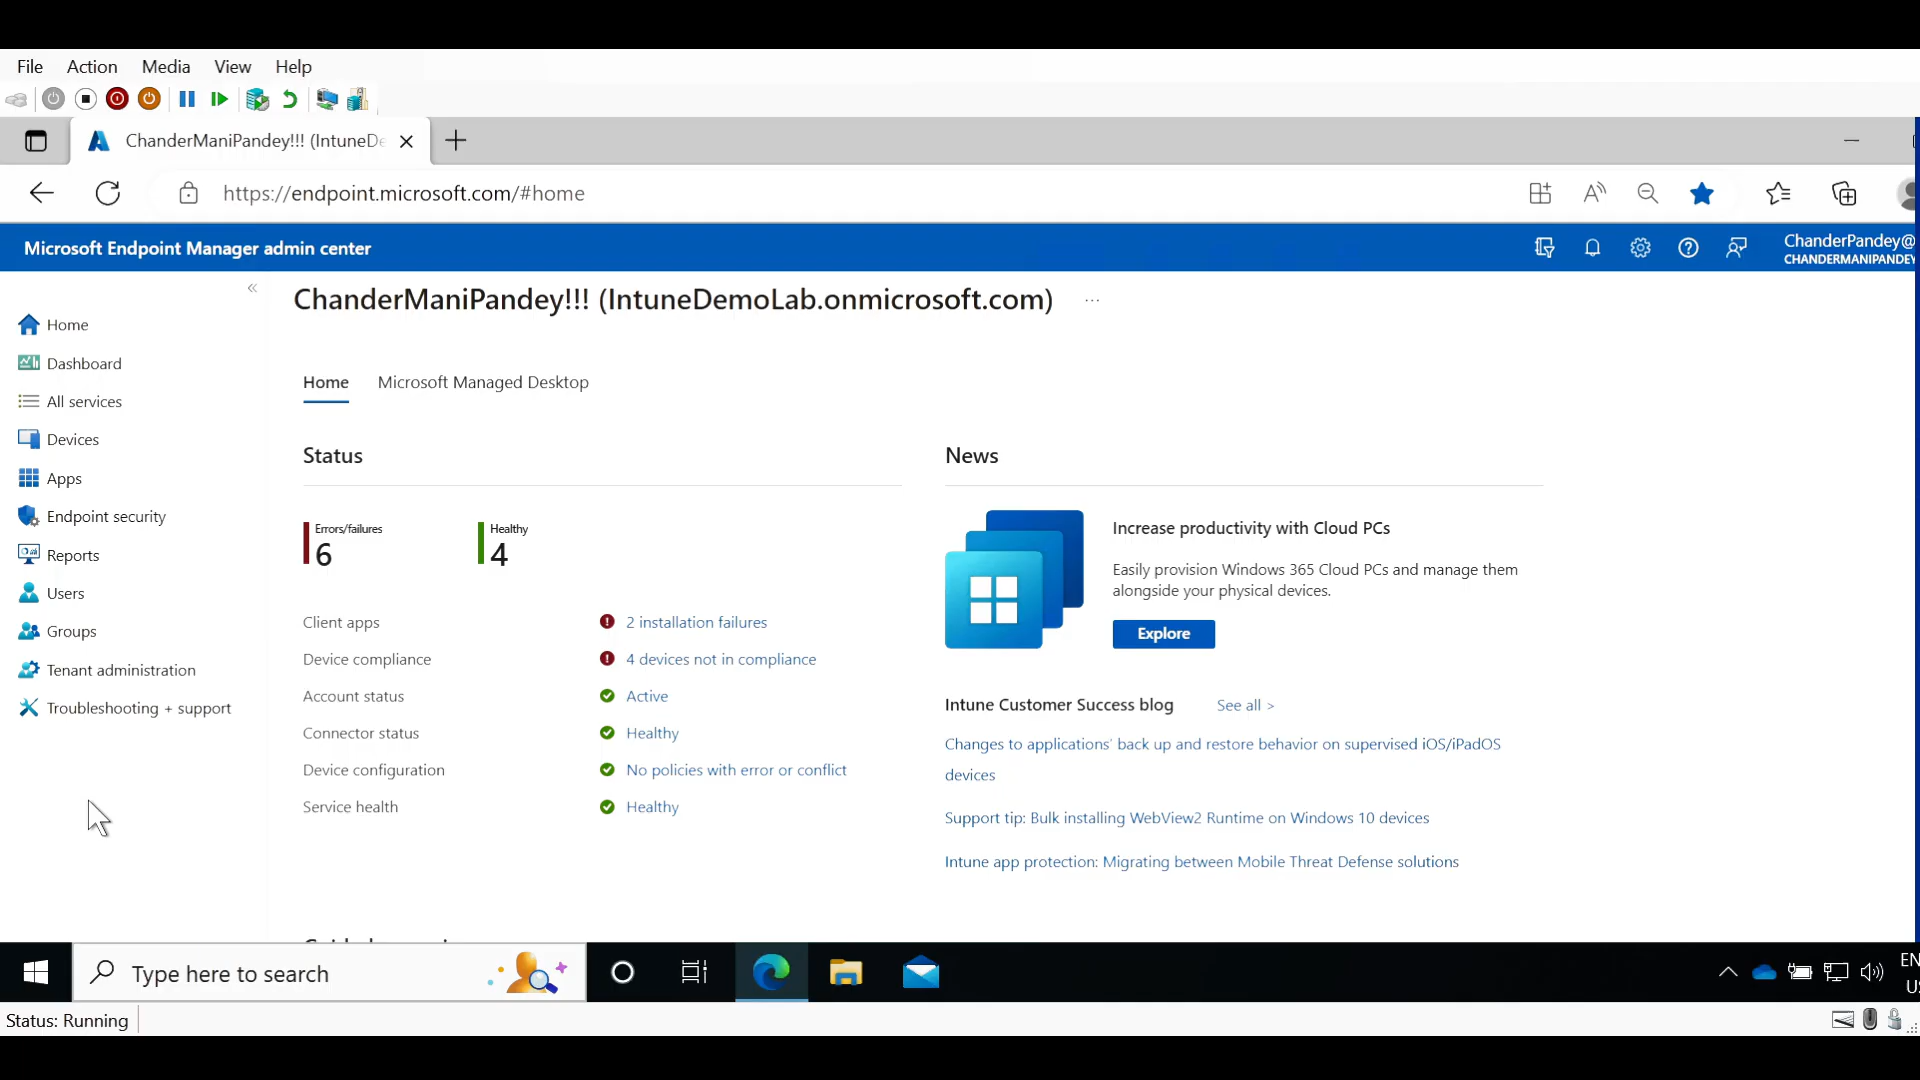 File Action Media View Help
ChanderManiPandey!!! (IntuneDe
https://endpoint.microsoft.com/#home
Microsoft Endpoint Manager admin center
ChanderPandey@
CHANDERMANIPANDEY
ChanderManiPandey!!! (IntuneDemoLab.onmicrosoft.com) ...
Home
Dashboard
All services
Devices
Apps
Endpoint security
Reports
Users
Groups
Tenant administration
Troubleshooting + support
Home Microsoft Managed Desktop
Status
Errors/failures
6
Healthy
4
Client apps 2 installation failures
Device compliance 4 devices not in compliance
Account status Active
Connector status Healthy
Device configuration No policies with error or conflict
Service health Healthy
News
Increase productivity with Cloud PCs
Easily provision Windows 365 Cloud PCs and manage them
alongside your physical devices.
Explore
Intune Customer Success blog See all >
Changes to applications' back up and restore behavior on supervised iOS/iPadOS
devices
Support tip: Bulk installing WebView2 Runtime on Windows 10 devices
Intune app protection: Migrating between Mobile Threat Defense solutions
Type here to search
EN
US
Status: Running